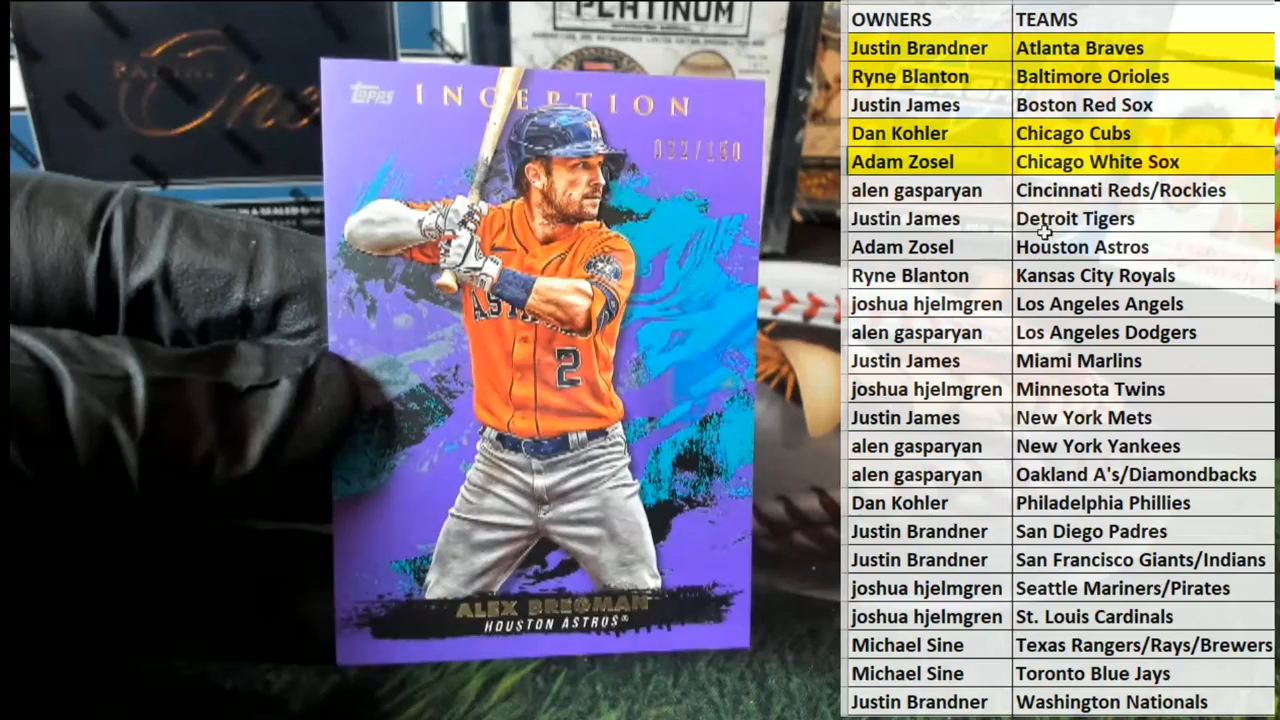 PLATINUM
PANINI
One
TOPPS INCEPTION
032/150
ASTROS
2
ALEX BREGMAN
HOUSTON ASTROS
OWNERS TEAMS
Justin Brandner Atlanta Braves
Ryne Blanton Baltimore Orioles
Justin James Boston Red Sox
Dan Kohler Chicago Cubs
Adam Zosel Chicago White Sox
alen gasparyan Cincinnati Reds/Rockies
Justin James Detroit Tigers
Adam Zosel Houston Astros
Ryne Blanton Kansas City Royals
joshua hjelmgren Los Angeles Angels
alen gasparyan Los Angeles Dodgers
Justin James Miami Marlins
joshua hjelmgren Minnesota Twins
Justin James New York Mets
alen gasparyan New York Yankees
alen gasparyan Oakland A's/Diamondbacks
Dan Kohler Philadelphia Phillies
Justin Brandner San Diego Padres
Justin Brandner San Francisco Giants/Indians
joshua hjelmgren Seattle Mariners/Pirates
joshua hjelmgren St. Louis Cardinals
Michael Sine Texas Rangers/Rays/Brewers
Michael Sine Toronto Blue Jays
Justin Brandner Washington Nationals